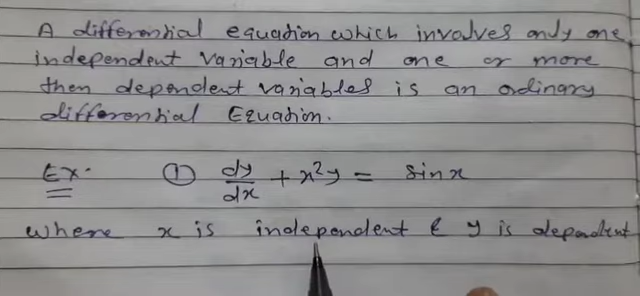 A differential equation which involves only one
independent variable and one or more
then dependent variables is an ordinary
differential Equation.
Ex. ① dy/dx + x²y = sinx
where x is independent & y is dependent